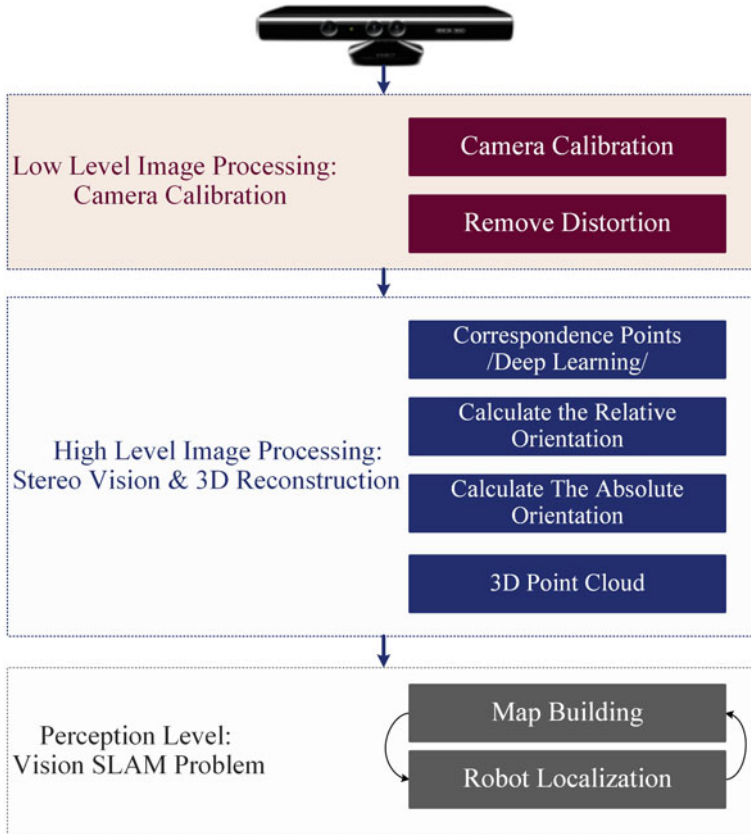 XBOX 360
Low Level Image Processing:
Camera Calibration
Camera Calibration
Remove Distortion
High Level Image Processing:
Stereo Vision & 3D Reconstruction
Correspondence Points
/Deep Learning/
Calculate the Relative
Orientation
Calculate The Absolute
Orientation
3D Point Cloud
Perception Level:
Vision SLAM Problem
Map Building
Robot Localization